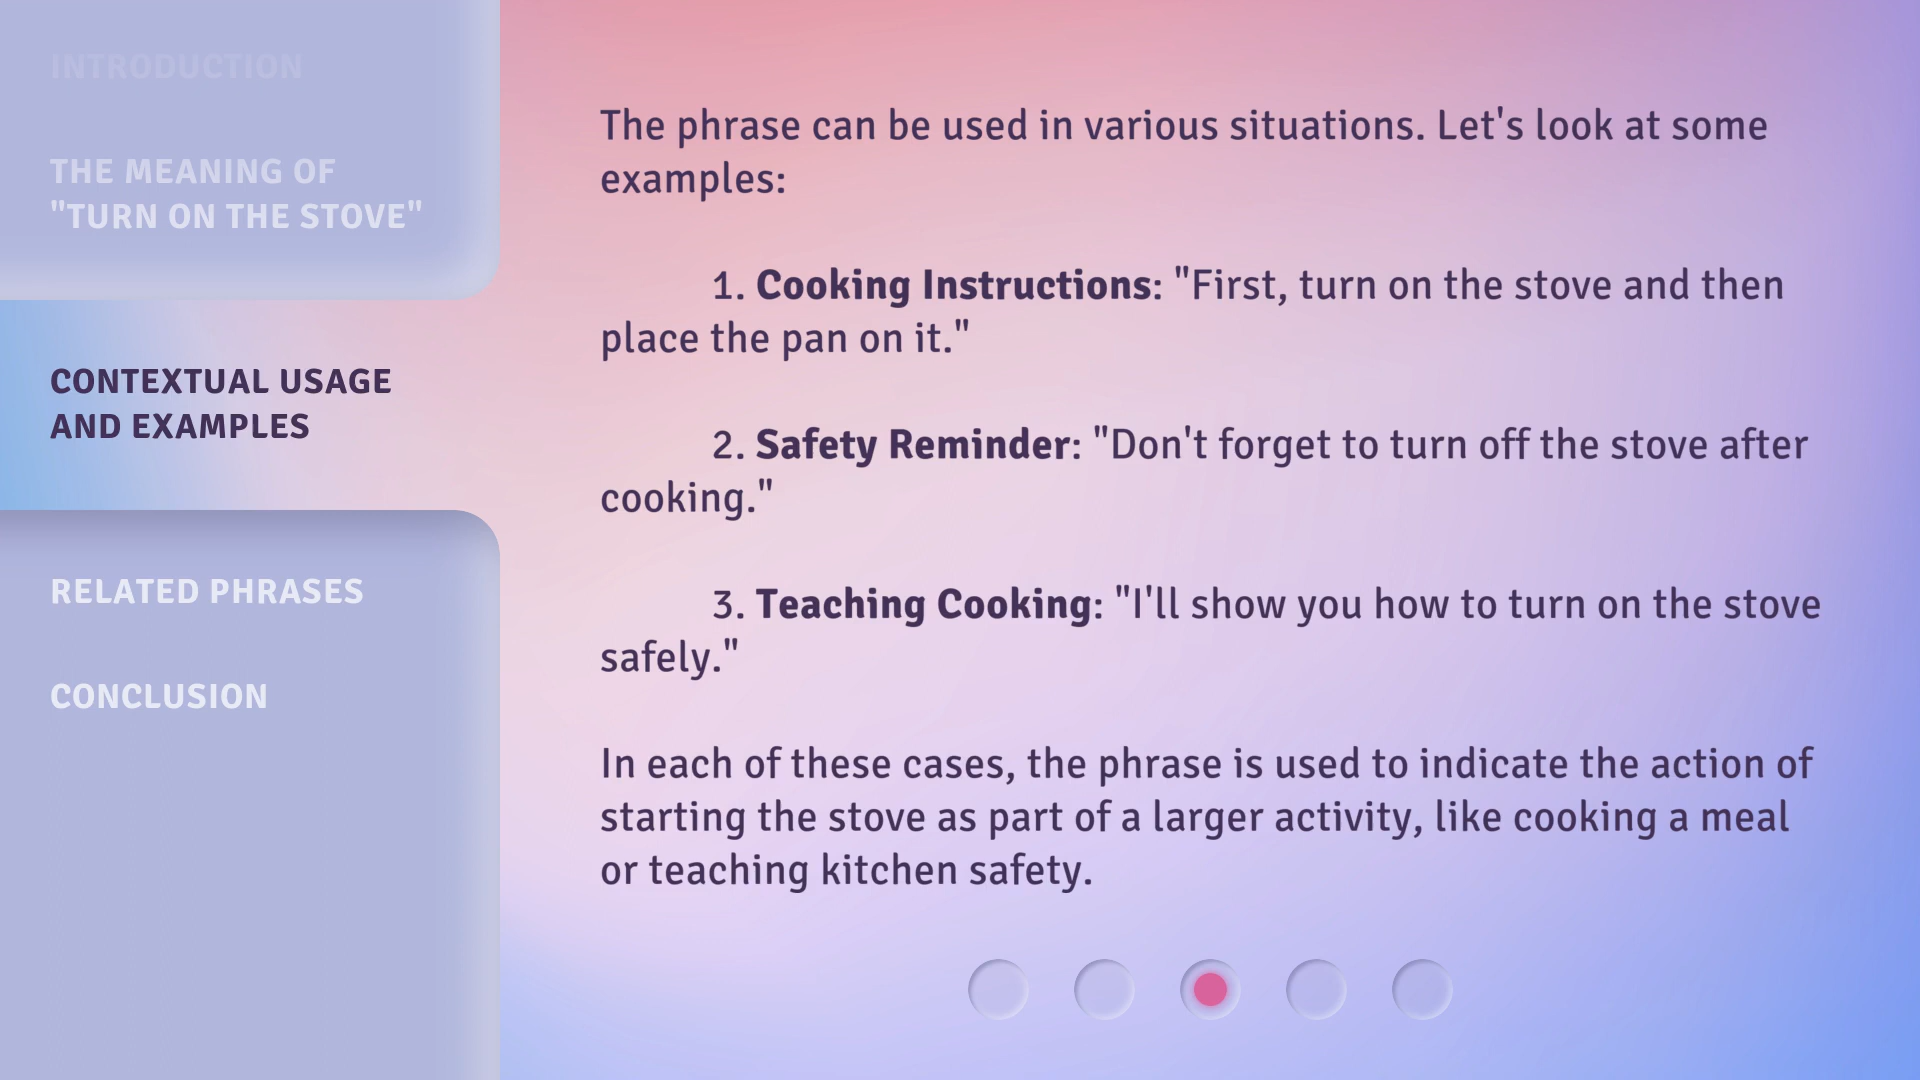 INTRODUCTION
THE MEANING OF
"TURN ON THE STOVE"
CONTEXTUAL USAGE
AND EXAMPLES
RELATED PHRASES
CONCLUSION
The phrase can be used in various situations. Let's look at some
examples:
1. Cooking Instructions: "First, turn on the stove and then
place the pan on it."
2. Safety Reminder: "Don't forget to turn off the stove after
cooking."
3. Teaching Cooking: "I'll show you how to turn on the stove
safely."
In each of these cases, the phrase is used to indicate the action of
starting the stove as part of a larger activity, like cooking a meal
or teaching kitchen safety.